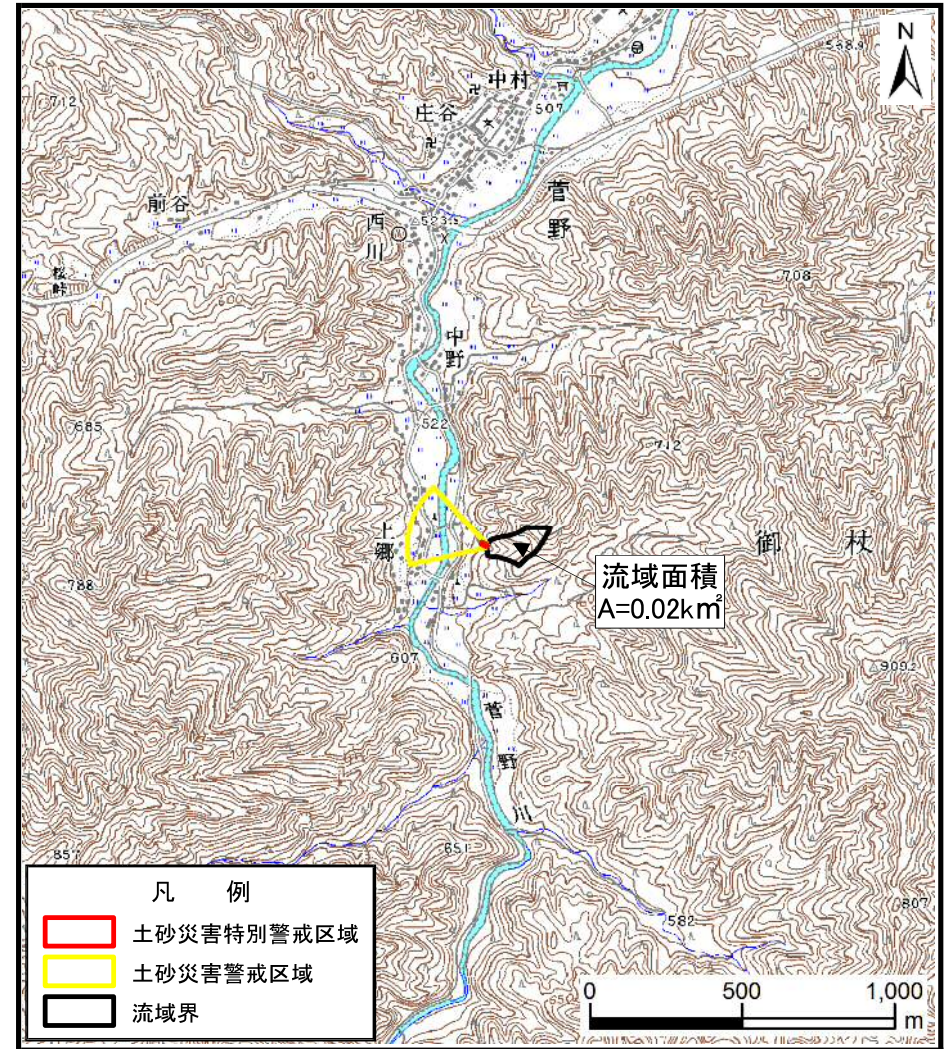 N
568.9
中村
712
庄谷
507
菅野
前谷
523.9
西川
桜峠
708
中野
685
522
712
上郷
御杖
788
流域面積
A=0.02k㎡
607
909.2
菅野川
651
857
807
582
凡 例
土砂災害特別警戒区域
土砂災害警戒区域
流域界
0 500 1,000
m